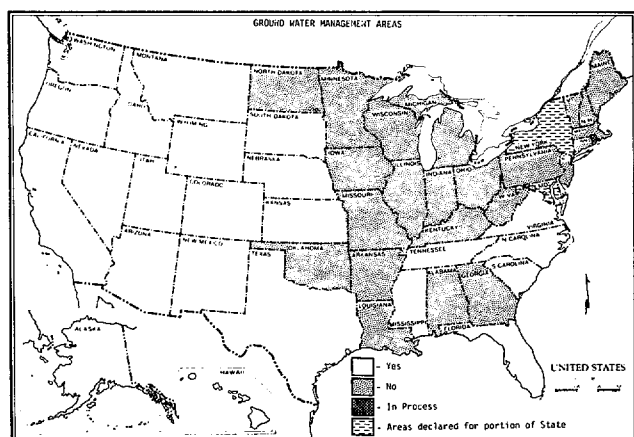 GROUND WATER MANAGEMENT AREAS
WASHINGTON
MONTANA
NORTH DAKOTA
MINNESOTA
MAINE
OREGON
IDAHO
WYOMING
SOUTH DAKOTA
WISCONSIN
MICHIGAN
NEW YORK
CALIFORNIA
NEVADA
UTAH
NEBRASKA
IOWA
ILLINOIS
INDIANA
OHIO
PENNSYLVANIA
W.VA
COLORADO
KANSAS
MISSOURI
KENTUCKY
VIRGINIA
ARIZONA
NEW MEXICO
TEXAS
OKLAHOMA
ARKANSAS
TENNESSEE
N CAROLINA
S CAROLINA
ALABAMA
GEORGIA
LOUISIANA
MISSISSIPPI
FLORIDA
ALASKA
HAWAII
- Yes
- No
- In Process
- Areas declared for portion of State
UNITED STATES